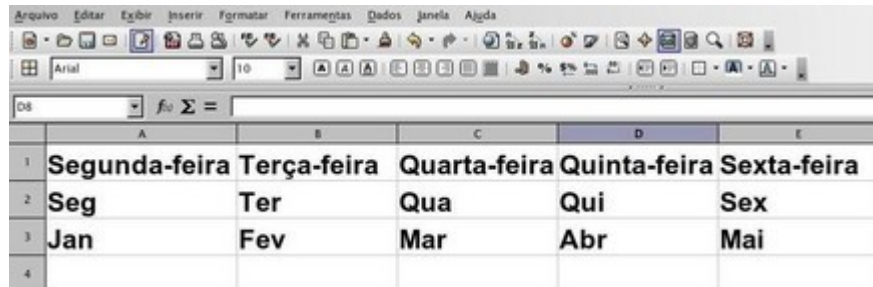 Arquivo Editar Exibir Inserir Formatar Ferramentas Dados Janela Ajuda
Arial 10
D8 Σ =
A B C D E
1 Segunda-feira Terça-feira Quarta-feira Quinta-feira Sexta-feira
2 Seg Ter Qua Qui Sex
3 Jan Fev Mar Abr Mai
4